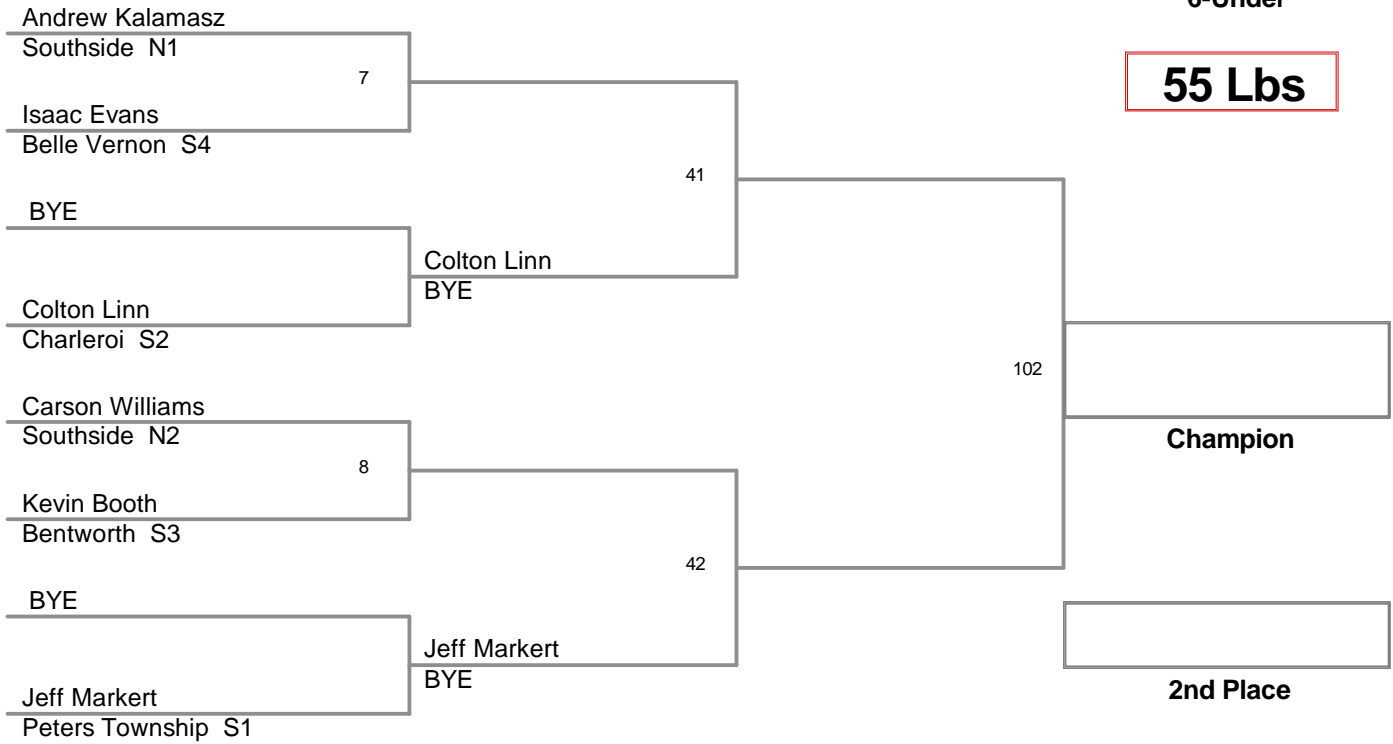 6-Under
55 Lbs
Andrew Kalamasz
Southside N1
7
Isaac Evans
Belle Vernon S4
41
BYE
Colton Linn
BYE
Colton Linn
Charleroi S2
102
Carson Williams
Southside N2
Champion
8
Kevin Booth
Bentworth S3
42
BYE
Jeff Markert
BYE
2nd Place
Jeff Markert
Peters Township S1